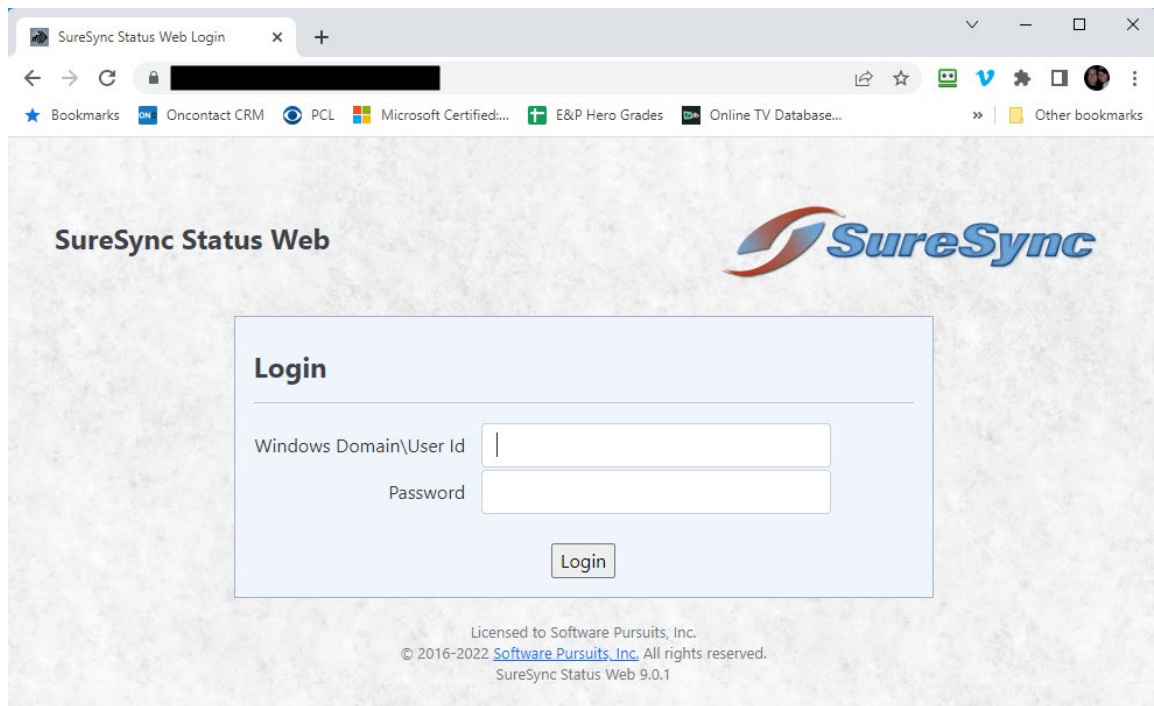 SureSync Status Web Login
Bookmarks ON Oncontact CRM PCL Microsoft Certified:... E&P Hero Grades Online TV Database... » Other bookmarks
SureSync Status Web
SureSync
Login
Windows Domain\User Id
Password
Login
Licensed to Software Pursuits, Inc.
© 2016-2022 Software Pursuits, Inc. All rights reserved.
SureSync Status Web 9.0.1